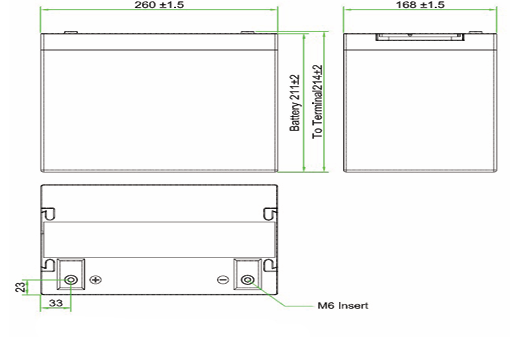 260 ±1.5
168 ±1.5
Battery 211±2
To Terminal214±2
+
−
23
33
M6 Insert